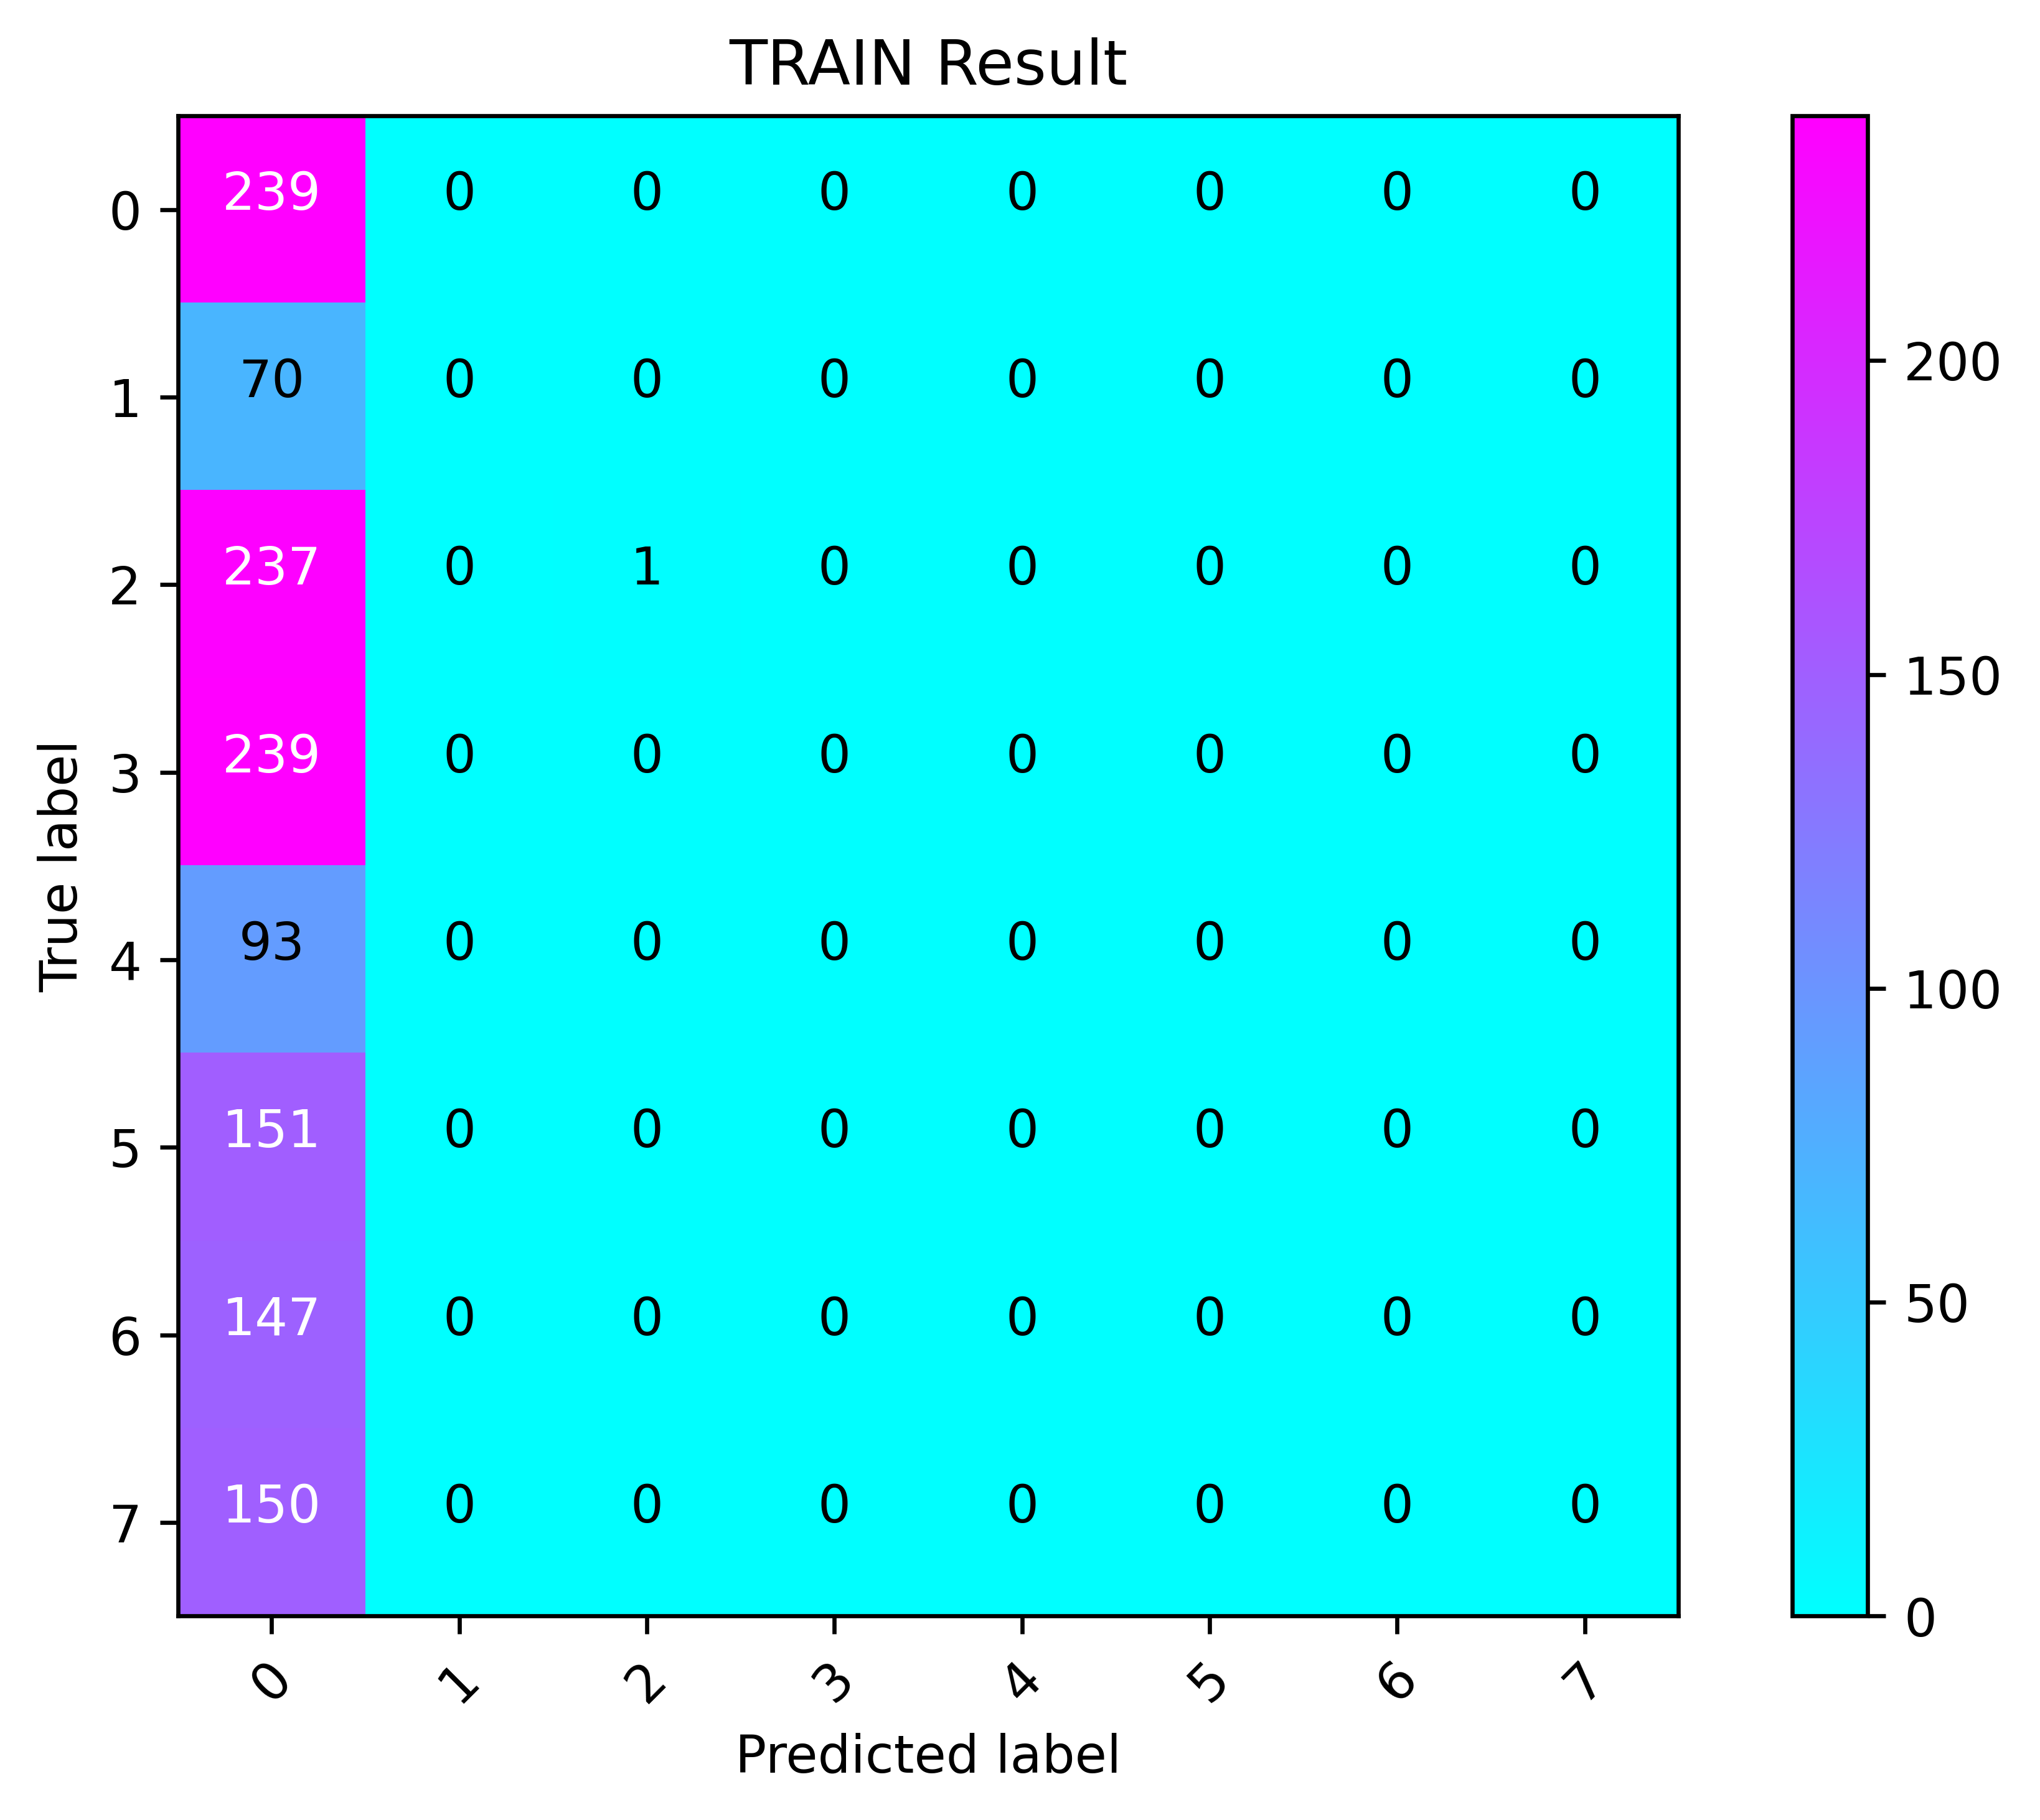 TRAIN Result
0 239 0 0 0 0 0 0 0
1 70 0 0 0 0 0 0 0
2 237 0 1 0 0 0 0 0
3 239 0 0 0 0 0 0 0
4 93 0 0 0 0 0 0 0
5 151 0 0 0 0 0 0 0
6 147 0 0 0 0 0 0 0
7 150 0 0 0 0 0 0 0
0 1 2 3 4 5 6 7
True label
Predicted label
200
150
100
50
0